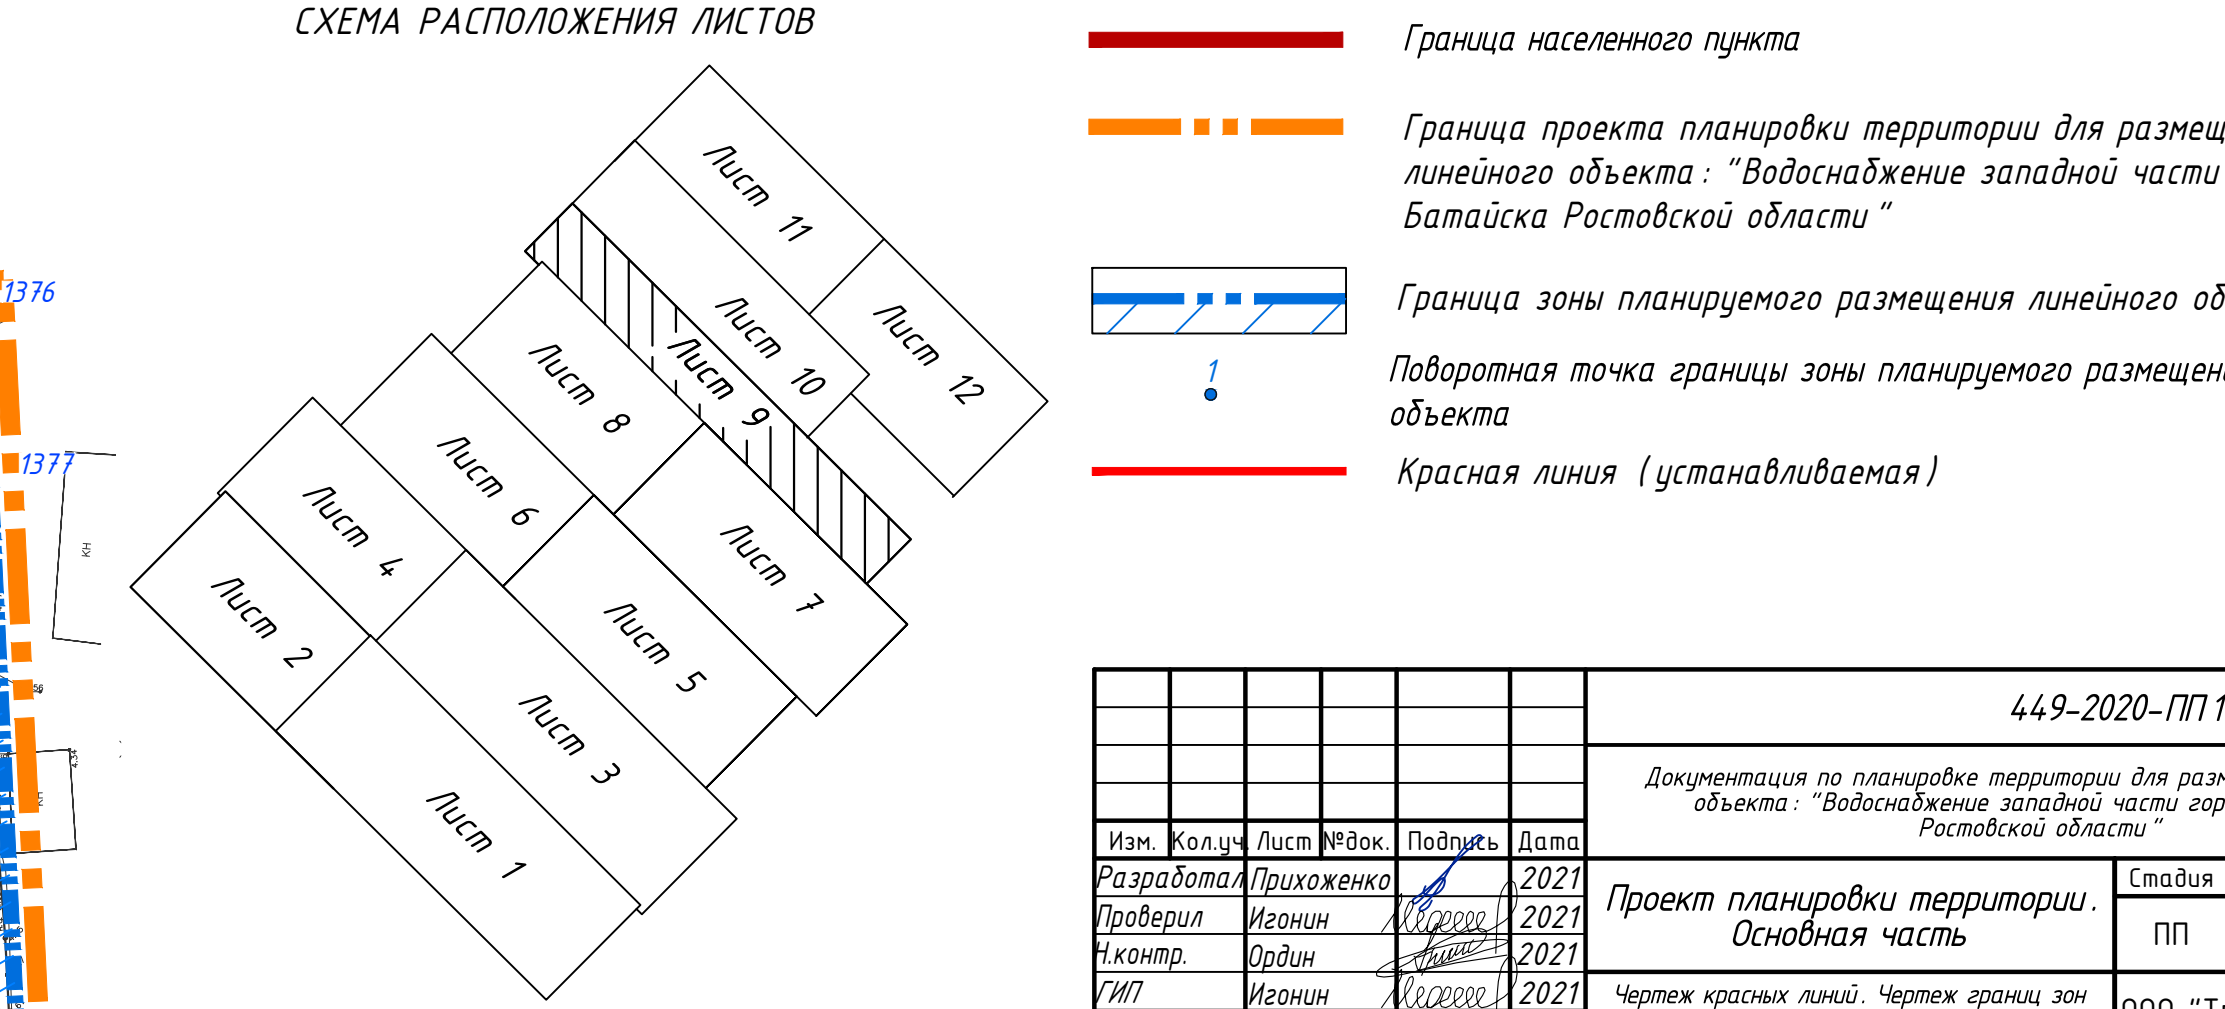 СХЕМА РАСПОЛОЖЕНИЯ ЛИСТОВ
Лист 11
Лист 12
Лист 10
Лист 9
Лист 8
Лист 7
Лист 6
Лист 5
Лист 4
Лист 3
Лист 2
Лист 1
1376
1377
КН
4.34
КП
Граница населенного пункта
Граница проекта планировки территории для размещ
линейного объекта: "Водоснабжение западной части
Батайска Ростовской области"
Граница зоны планируемого размещения линейного об
1
Поворотная точка границы зоны планируемого размещен
объекта
Красная линия (устанавливаемая)
449-2020-ПП1
Документация по планировке территории для разм
объекта: "Водоснабжение западной части гор
Ростовской области"
Изм. Кол.уч. Лист №док. Подпись Дата
Разработал Прихоженко 2021
Проверил Игонин 2021
Н.контр. Ордин 2021
ГИП Игонин 2021
Проект планировки территории.
Основная часть
Стадия
ПП
Чертеж красных линий. Чертеж границ зон